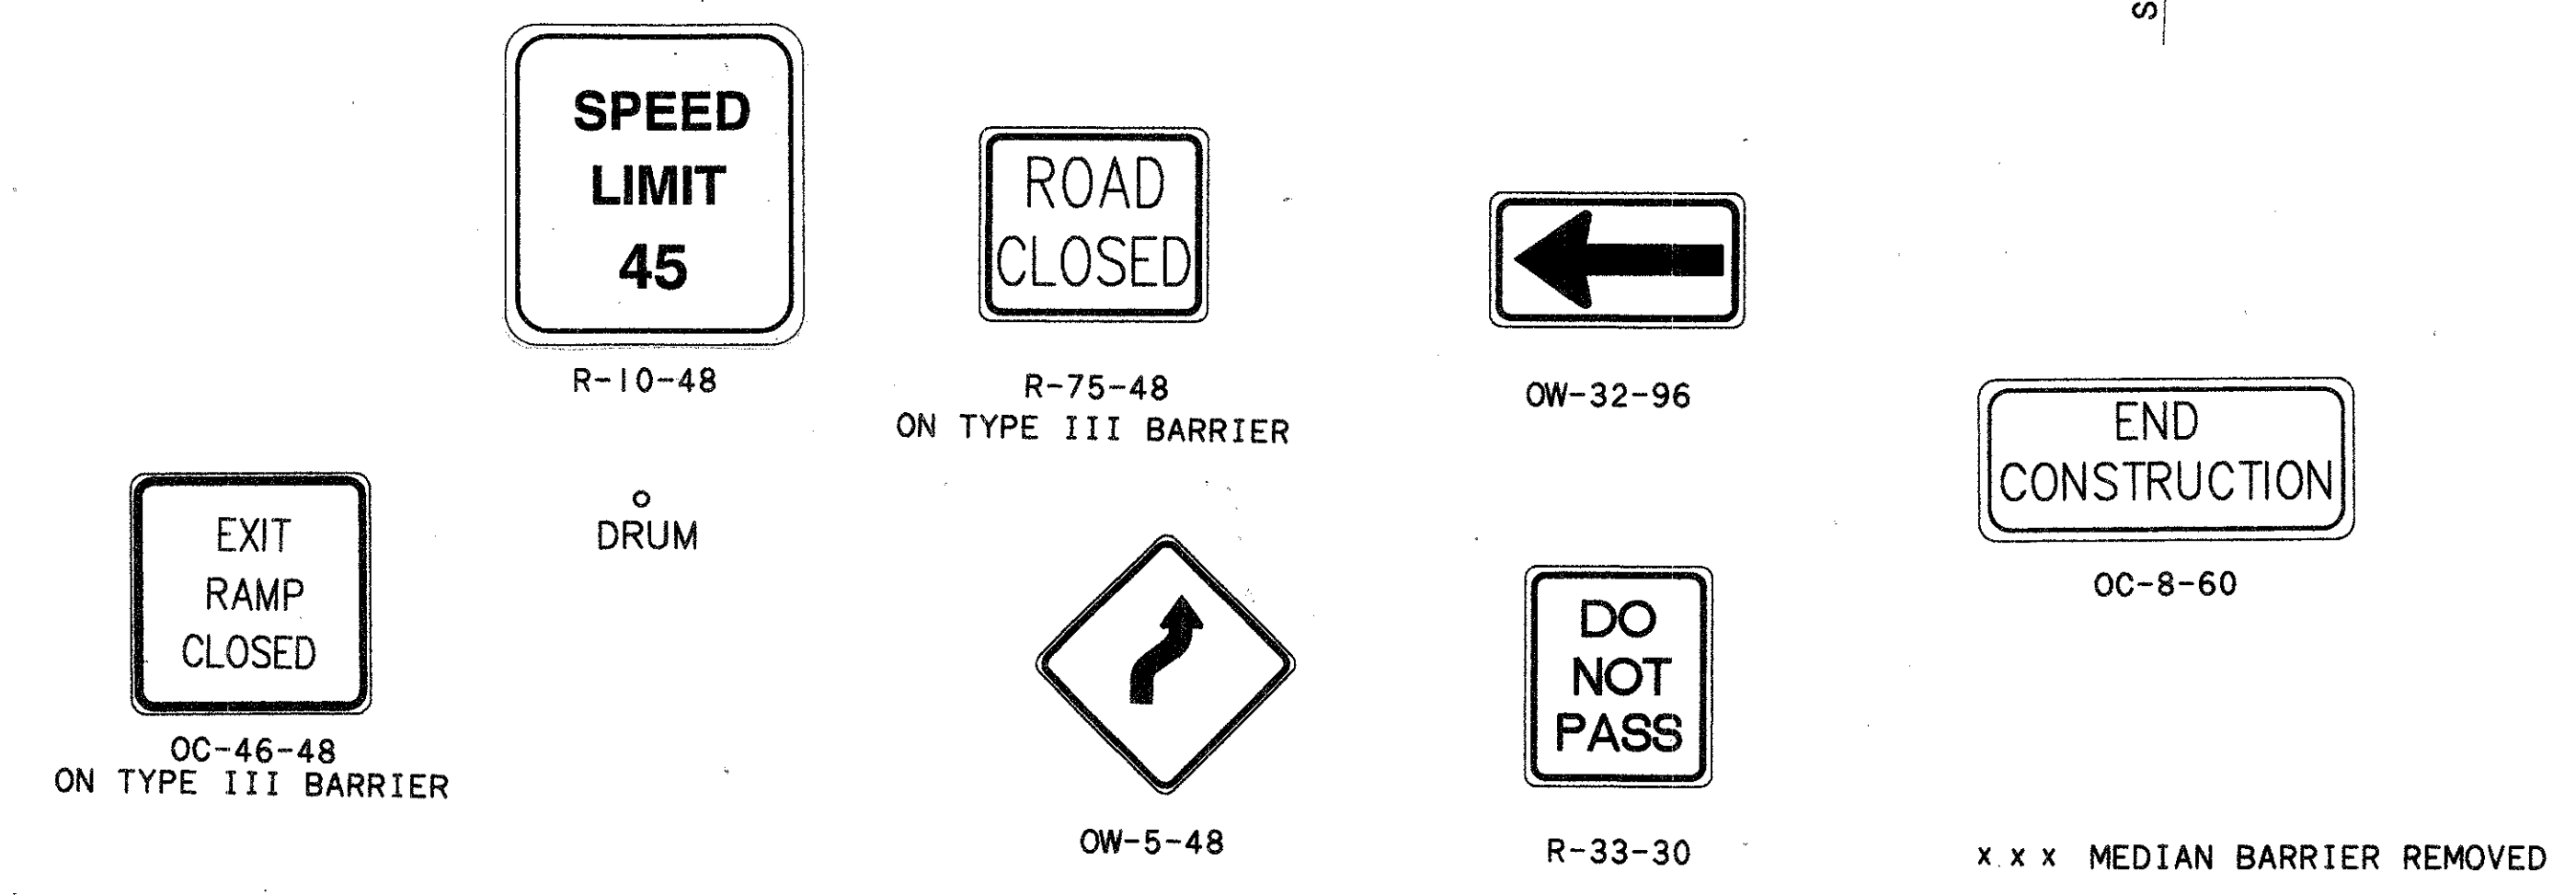 S
SPEED
LIMIT
45
R-10-48
ROAD
CLOSED
R-75-48
ON TYPE III BARRIER
OW-32-96
END
CONSTRUCTION
OC-8-60
EXIT
RAMP
CLOSED
OC-46-48
ON TYPE III BARRIER
DRUM
OW-5-48
DO
NOT
PASS
R-33-30
x x x MEDIAN BARRIER REMOVED